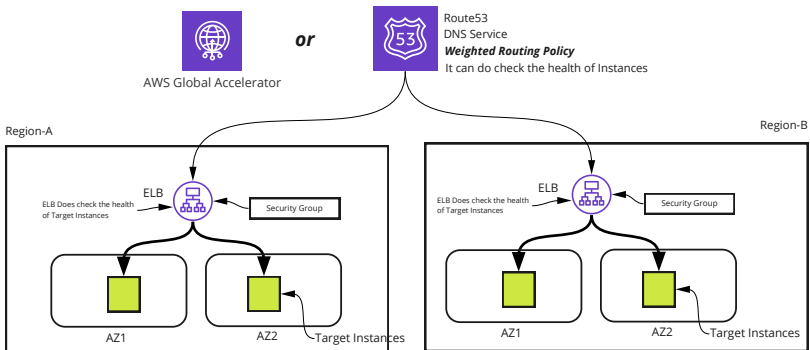 AWS Global Accelerator
or
53
Route53
DNS Service
Weighted Routing Policy
It can do check the health of Instances
Region-A
ELB
ELB Does check the health
of Target Instances
Security Group
AZ1
AZ2
Target Instances
Region-B
ELB
ELB Does check the health
of Target Instances
Security Group
AZ1
AZ2
Target Instances